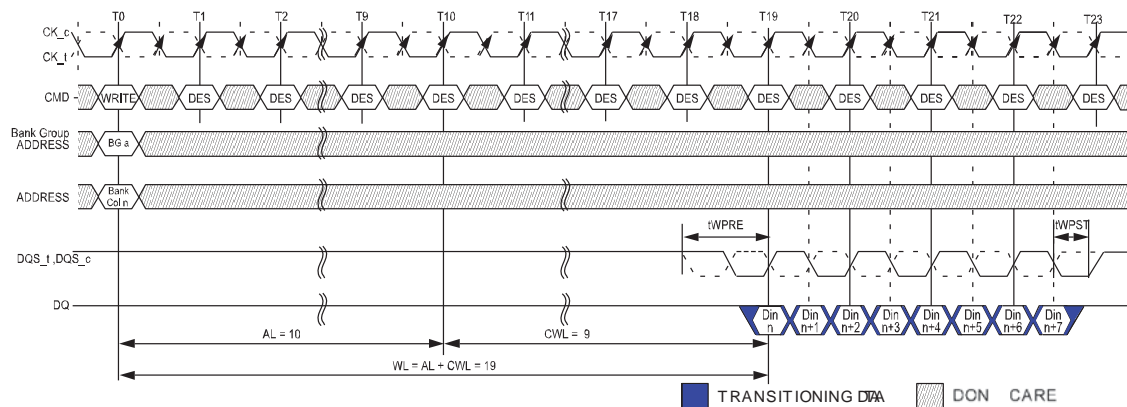 T0 T1 T2 T9 T10 T11 T17 T18 T19 T20 T21 T22 T23
CK_c
CK_t
CMD WRITE DES DES DES DES DES DES DES DES DES DES DES DES
Bank Group
ADDRESS
BG a
ADDRESS
Bank
Col n
tWPRE tWPST
DQS_t,DQS_c
DQ
Din n
Din n+1
Din n+2
Din n+3
Din n+4
Din n+5
Din n+6
Din n+7
AL = 10 CWL = 9
WL = AL + CWL = 19
TRANSITIONING DATA DON CARE